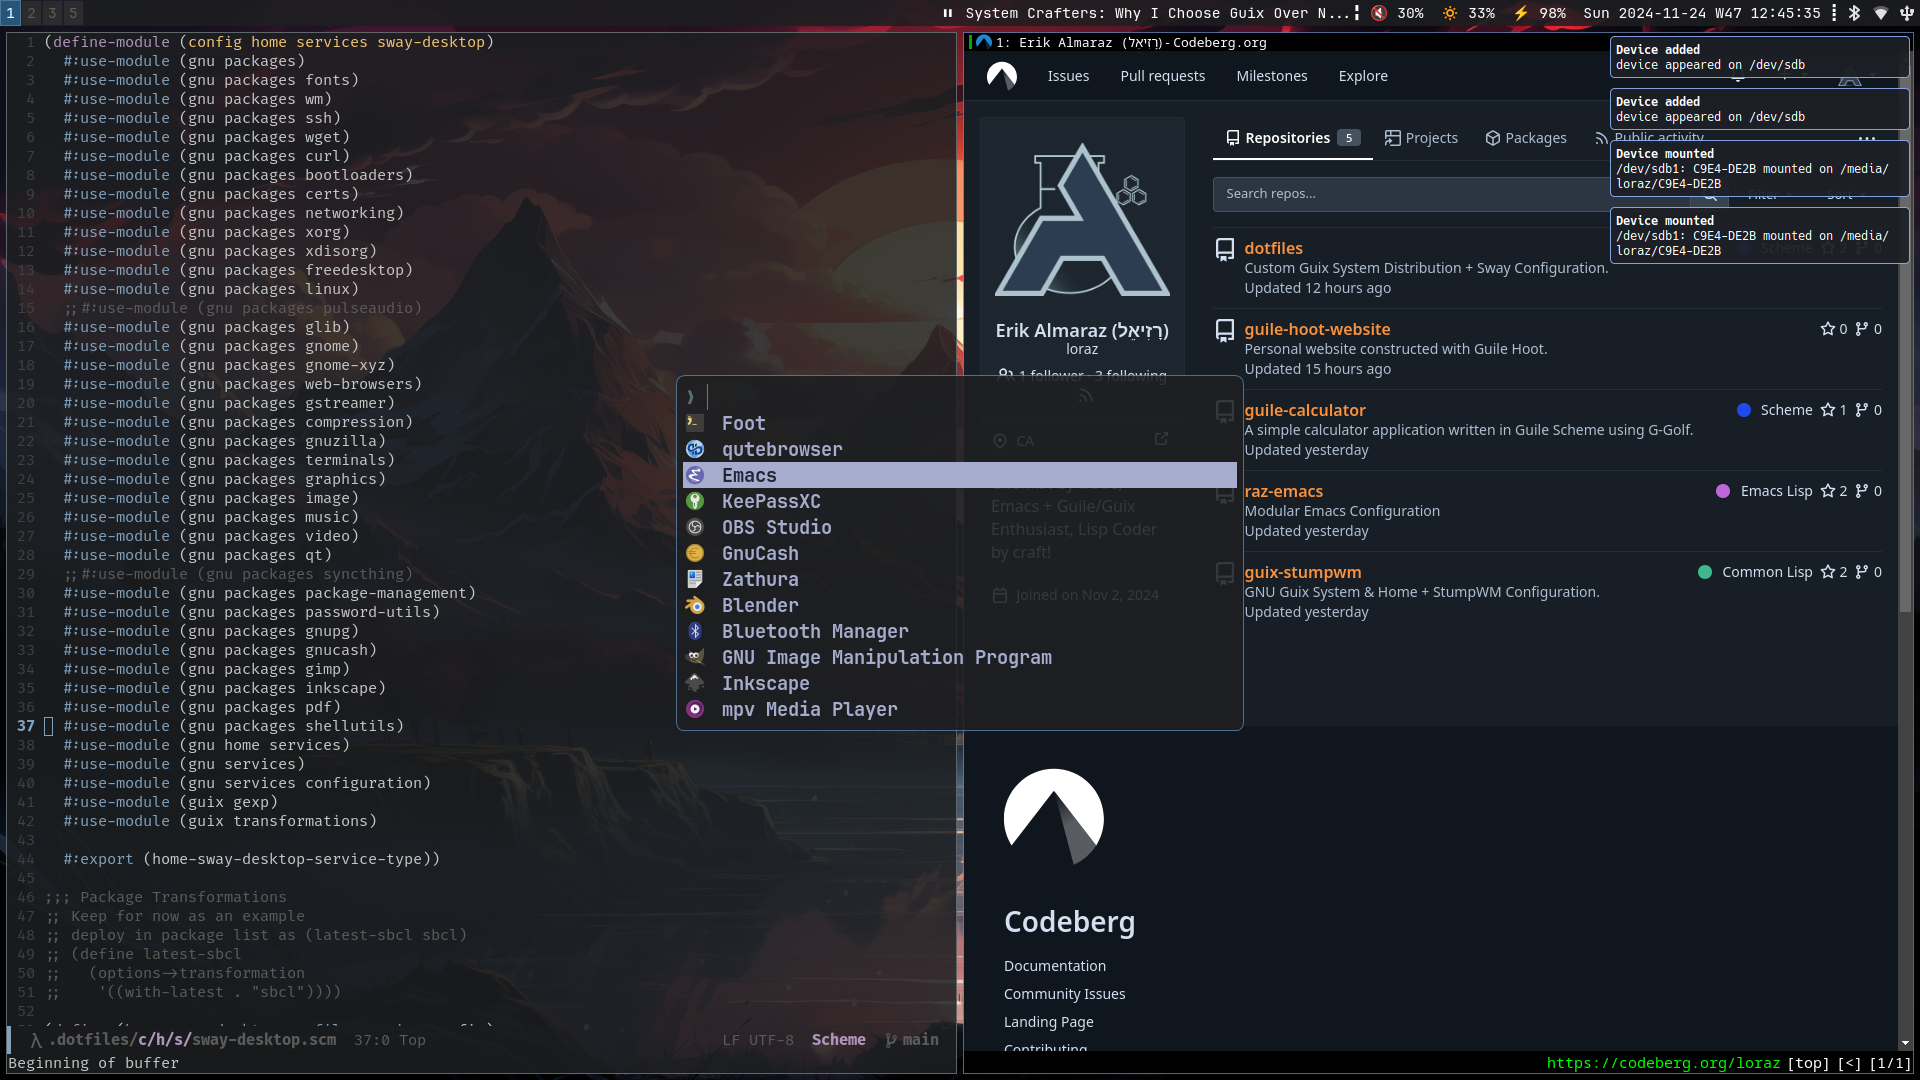 1 2 3 5
System Crafters: Why I Choose Guix Over N... 30% 33% 98% Sun 2024-11-24 W47 12:45:35
1 (define-module (config home services sway-desktop)
2 #:use-module (gnu packages)
3 #:use-module (gnu packages fonts)
4 #:use-module (gnu packages wm)
5 #:use-module (gnu packages ssh)
6 #:use-module (gnu packages wget)
7 #:use-module (gnu packages curl)
8 #:use-module (gnu packages bootloaders)
9 #:use-module (gnu packages certs)
10 #:use-module (gnu packages networking)
11 #:use-module (gnu packages xorg)
12 #:use-module (gnu packages xdisorg)
13 #:use-module (gnu packages freedesktop)
14 #:use-module (gnu packages linux)
15 ;;#:use-module (gnu packages pulseaudio)
16 #:use-module (gnu packages glib)
17 #:use-module (gnu packages gnome)
18 #:use-module (gnu packages gnome-xyz)
19 #:use-module (gnu packages web-browsers)
20 #:use-module (gnu packages gstreamer)
21 #:use-module (gnu packages compression)
22 #:use-module (gnu packages gnuzilla)
23 #:use-module (gnu packages terminals)
24 #:use-module (gnu packages graphics)
25 #:use-module (gnu packages image)
26 #:use-module (gnu packages music)
27 #:use-module (gnu packages video)
28 #:use-module (gnu packages qt)
29 ;;#:use-module (gnu packages syncthing)
30 #:use-module (gnu packages package-management)
31 #:use-module (gnu packages password-utils)
32 #:use-module (gnu packages gnupg)
33 #:use-module (gnu packages gnucash)
34 #:use-module (gnu packages gimp)
35 #:use-module (gnu packages inkscape)
36 #:use-module (gnu packages pdf)
37 #:use-module (gnu packages shellutils)
38 #:use-module (gnu home services)
39 #:use-module (gnu services)
40 #:use-module (gnu services configuration)
41 #:use-module (guix gexp)
42 #:use-module (guix transformations)
43
44 #:export (home-sway-desktop-service-type))
45
46 ;;; Package Transformations
47 ;; Keep for now as an example
48 ;; deploy in package list as (latest-sbcl sbcl)
49 ;; (define latest-sbcl
50 ;;   (options->transformation
51 ;;    '((with-latest . "sbcl"))))
52
λ .dotfiles/c/h/s/sway-desktop.scm 37:0 Top LF UTF-8 Scheme main
Beginning of buffer
1: Erik Almaraz (רָזִיאֵל) - Codeberg.org
Issues Pull requests Milestones Explore
Repositories 5 Projects Packages Public activity
Search repos...
Filter Sort
Erik Almaraz (רָזִיאֵל)
loraz
1 follower · 3 following
CA
Emacs + Guile/Guix
Enthusiast, Lisp Coder
by craft!
Joined on Nov 2, 2024
dotfiles
Scheme 2 0
Custom Guix System Distribution + Sway Configuration.
Updated 12 hours ago
guile-hoot-website 0 0
Personal website constructed with Guile Hoot.
Updated 15 hours ago
guile-calculator Scheme 1 0
A simple calculator application written in Guile Scheme using G-Golf.
Updated yesterday
raz-emacs Emacs Lisp 2 0
Modular Emacs Configuration
Updated yesterday
guix-stumpwm Common Lisp 2 0
GNU Guix System & Home + StumpWM Configuration.
Updated yesterday
Codeberg
Documentation
Community Issues
Landing Page
Contributing
https://codeberg.org/loraz [top] [<] [1/1]
Device added
device appeared on /dev/sdb
Device added
device appeared on /dev/sdb
Device mounted
/dev/sdb1: C9E4-DE2B mounted on /media/
loraz/C9E4-DE2B
Device mounted
/dev/sdb1: C9E4-DE2B mounted on /media/
loraz/C9E4-DE2B
Foot
qutebrowser
Emacs
KeePassXC
OBS Studio
GnuCash
Zathura
Blender
Bluetooth Manager
GNU Image Manipulation Program
Inkscape
mpv Media Player